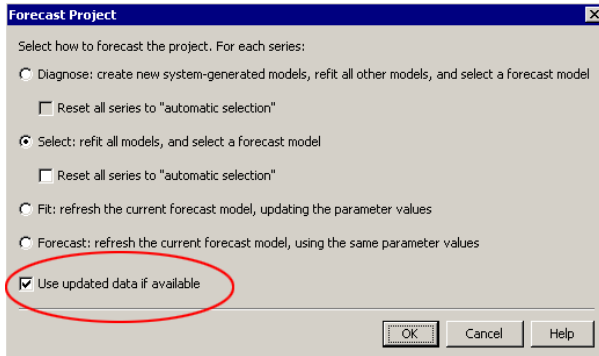 Forecast Project
Select how to forecast the project. For each series:
Diagnose: create new system-generated models, refit all other models, and select a forecast model
Reset all series to "automatic selection"
Select: refit all models, and select a forecast model
Reset all series to "automatic selection"
Fit: refresh the current forecast model, updating the parameter values
Forecast: refresh the current forecast model, using the same parameter values
Use updated data if available
OK Cancel Help